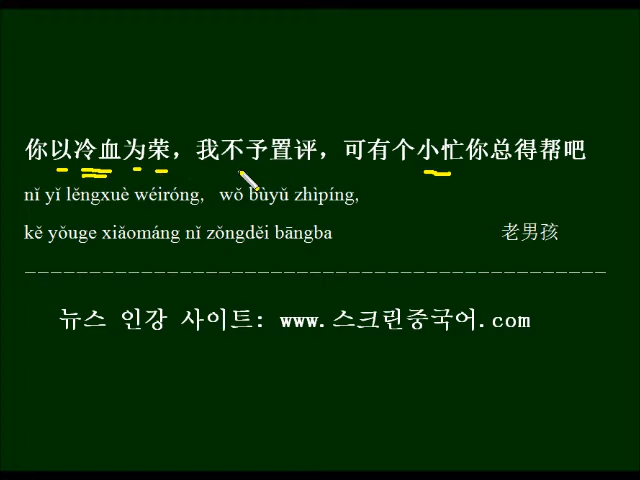 你以冷血为荣，我不予置评，可有个小忙你总得帮吧
nǐ yǐ lěngxuè wéiróng, wǒ bùyǔ zhìpíng,
kě yǒuge xiǎománg nǐ zǒngděi bāngba 老男孩
뉴스 인강 사이트: www.스크린중국어.com